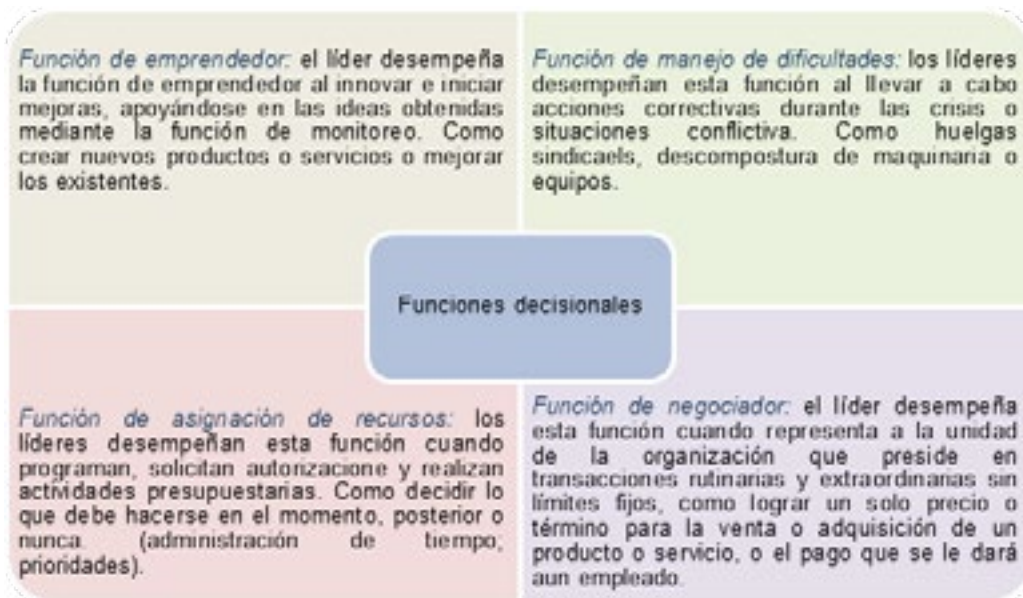 Función de emprendedor: el líder desempeña
la función de emprendedor al innovar e iniciar
mejoras, apoyándose en las ideas obtenidas
mediante la función de monitoreo. Como
crear nuevos productos o servicios o mejorar
los existentes.
Función de manejo de dificultades: los líderes
desempeñan esta función al llevar a cabo
acciones correctivas durante las crisis o
situaciones conflictiva. Como huelgas
sindicaels, descompostura de maquinaria o
equipos.
Funciones decisionales
Función de asignación de recursos: los
líderes desempeñan esta función cuando
programan, solicitan autorizacione y realizan
actividades presupuestarias. Como decidir lo
que debe hacerse en el momento, posterior o
nunca. (administración de tiempo,
prioridades).
Función de negociador: el líder desempeña
esta función cuando representa a la unidad
de la organización que preside en
transacciones rutinarias y extraordinarias sin
límites fijos, como lograr un solo precio o
término para la venta o adquisición de un
producto o servicio, o el pago que se le dará
aun empleado.